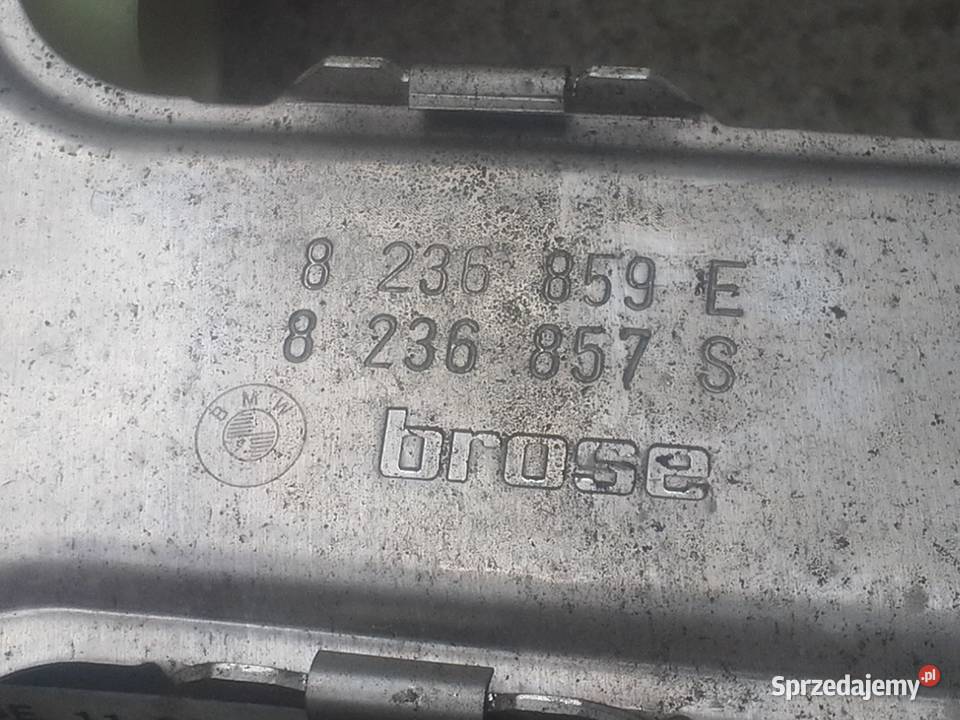 8 236 859 E
8 236 857 S
BMW
brose
Sprzedajemy.pl